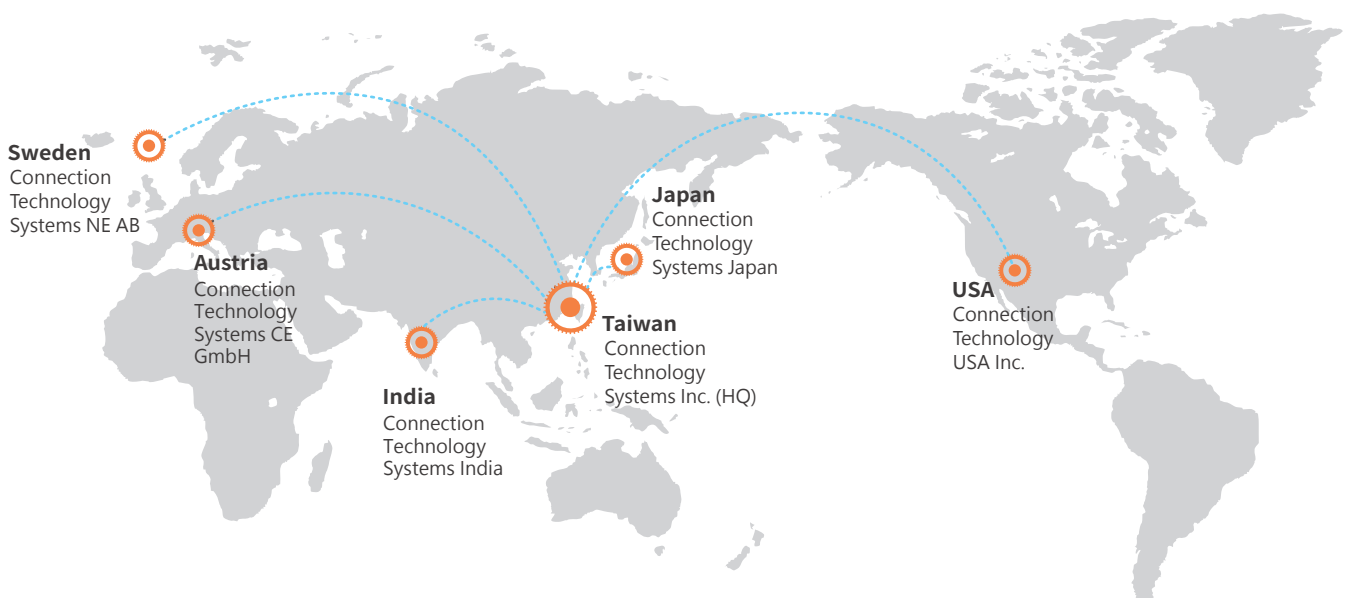 Sweden
Connection
Technology
Systems NE AB
Austria
Connection
Technology
Systems CE
GmbH
India
Connection
Technology
Systems India
Japan
Connection
Technology
Systems Japan
Taiwan
Connection
Technology
Systems Inc. (HQ)
USA
Connection
Technology
USA Inc.